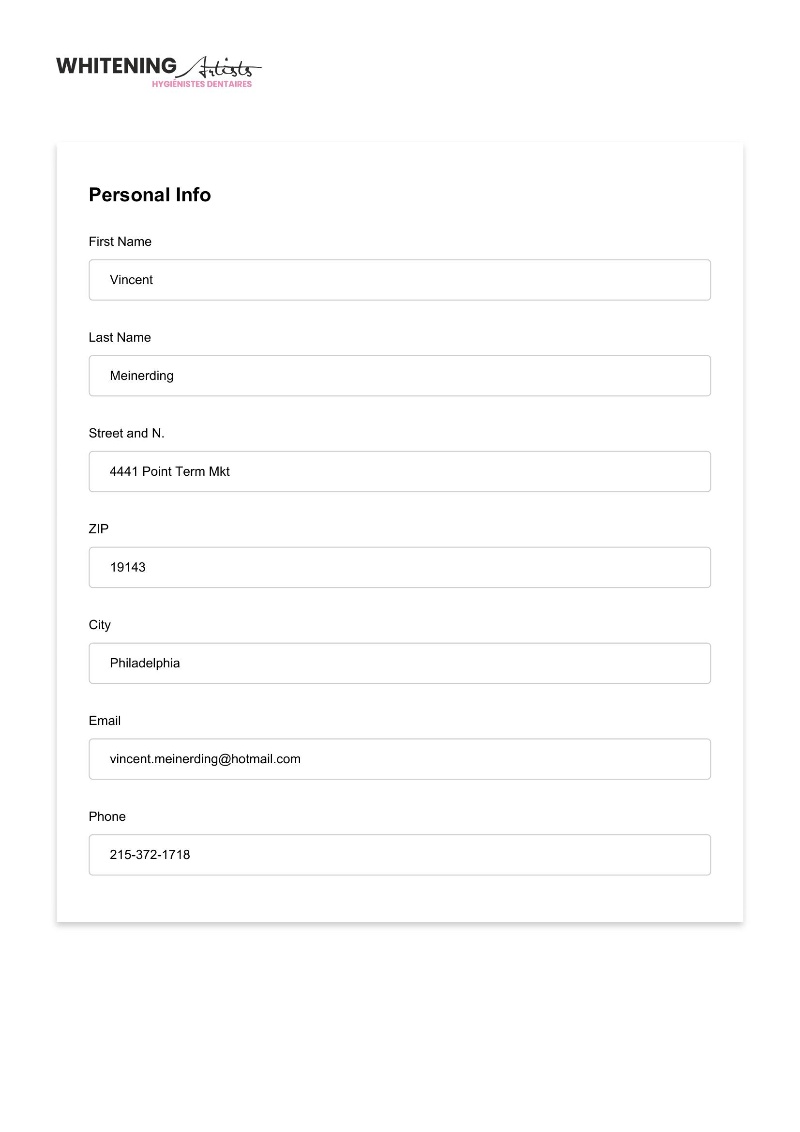 WHITENING Artists
HYGIÉNISTES DENTAIRES
Personal Info
First Name
Vincent
Last Name
Meinerding
Street and N.
4441 Point Term Mkt
ZIP
19143
City
Philadelphia
Email
vincent.meinerding@hotmail.com
Phone
215-372-1718